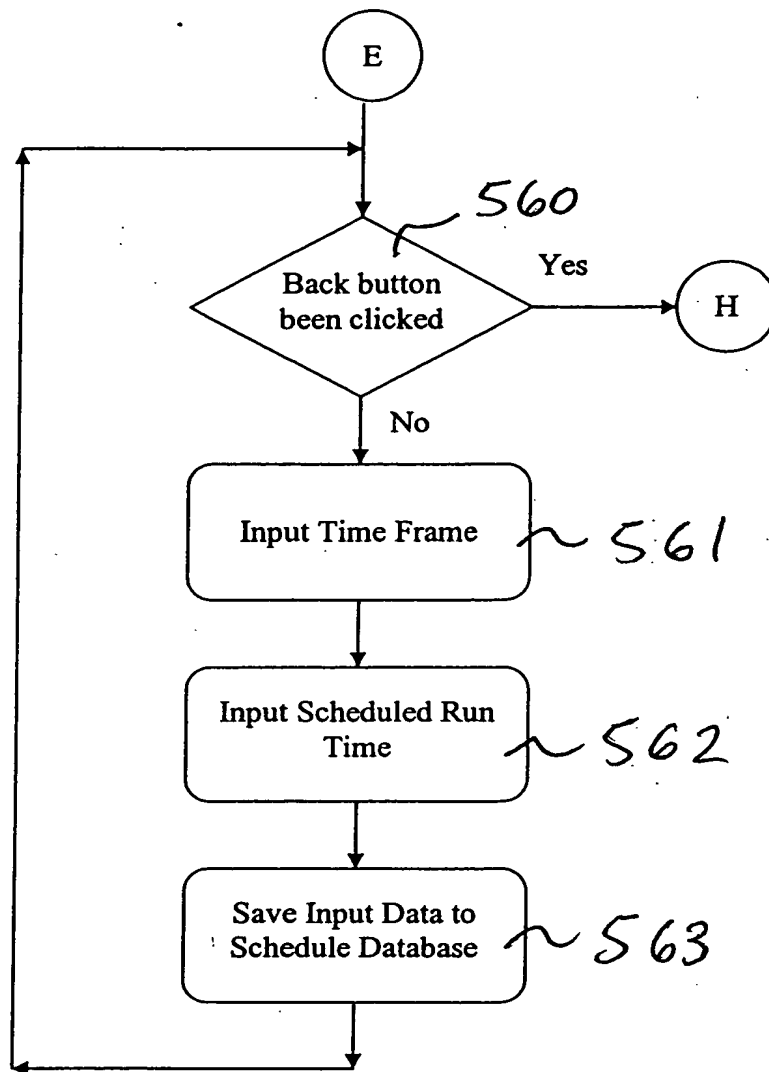 E
560
Back button
been clicked
Yes
H
No
Input Time Frame
561
Input Scheduled Run
Time
562
Save Input Data to
Schedule Database
563